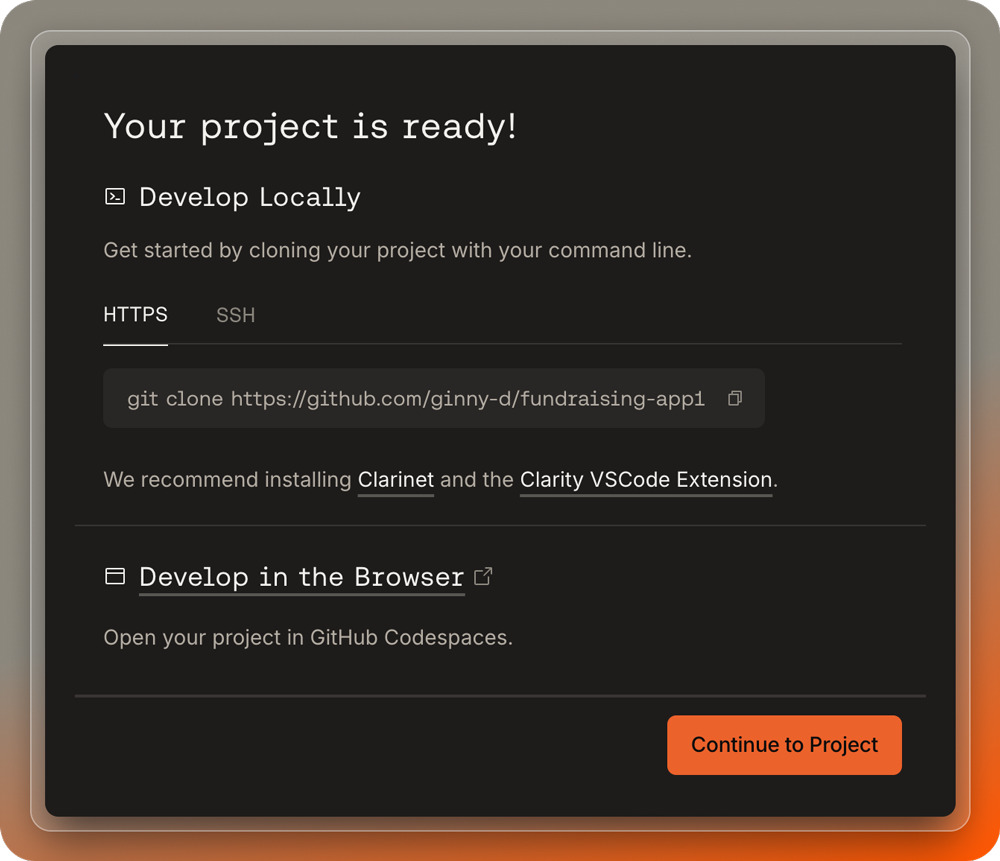 Your project is ready!
Develop Locally
Get started by cloning your project with your command line.
HTTPS SSH
git clone https://github.com/ginny-d/fundraising-app1
We recommend installing Clarinet and the Clarity VSCode Extension.
Develop in the Browser
Open your project in GitHub Codespaces.
Continue to Project